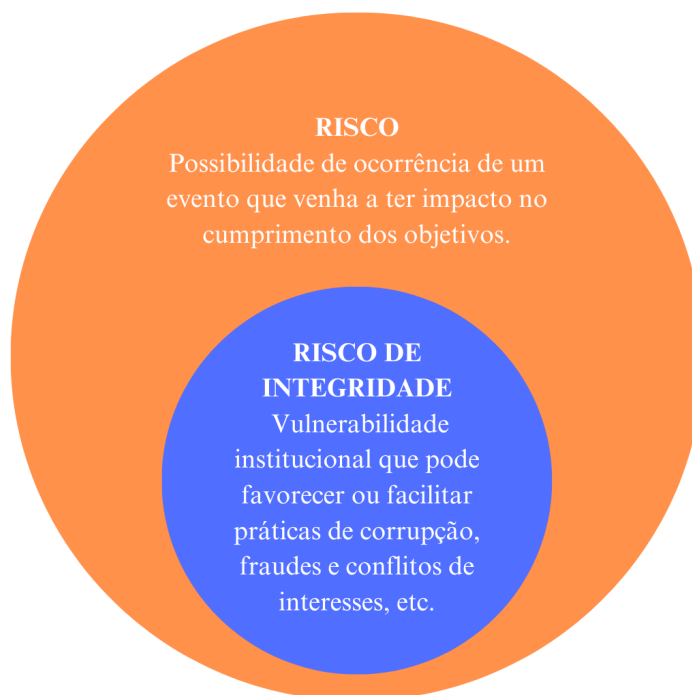 RISCO
Possibilidade de ocorrência de um
evento que venha a ter impacto no
cumprimento dos objetivos.
RISCO DE
INTEGRIDADE
Vulnerabilidade
institucional que pode
favorecer ou facilitar
práticas de corrupção,
fraudes e conflitos de
interesses, etc.